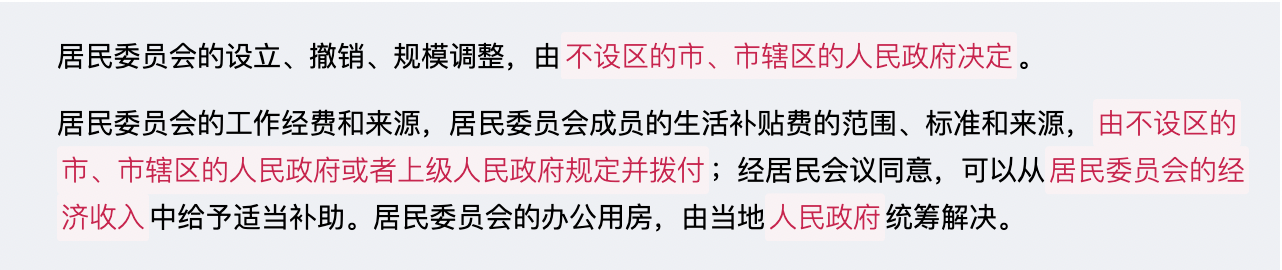 居民委员会的设立、撤销、规模调整，由 不设区的市、市辖区的人民政府决定 。
居民委员会的工作经费和来源，居民委员会成员的生活补贴费的范围、标准和来源， 由不设区的
市、市辖区的人民政府或者上级人民政府规定并拨付 ；经居民会议同意，可以从 居民委员会的经
济收入 中给予适当补助。居民委员会的办公用房，由当地 人民政府 统筹解决。